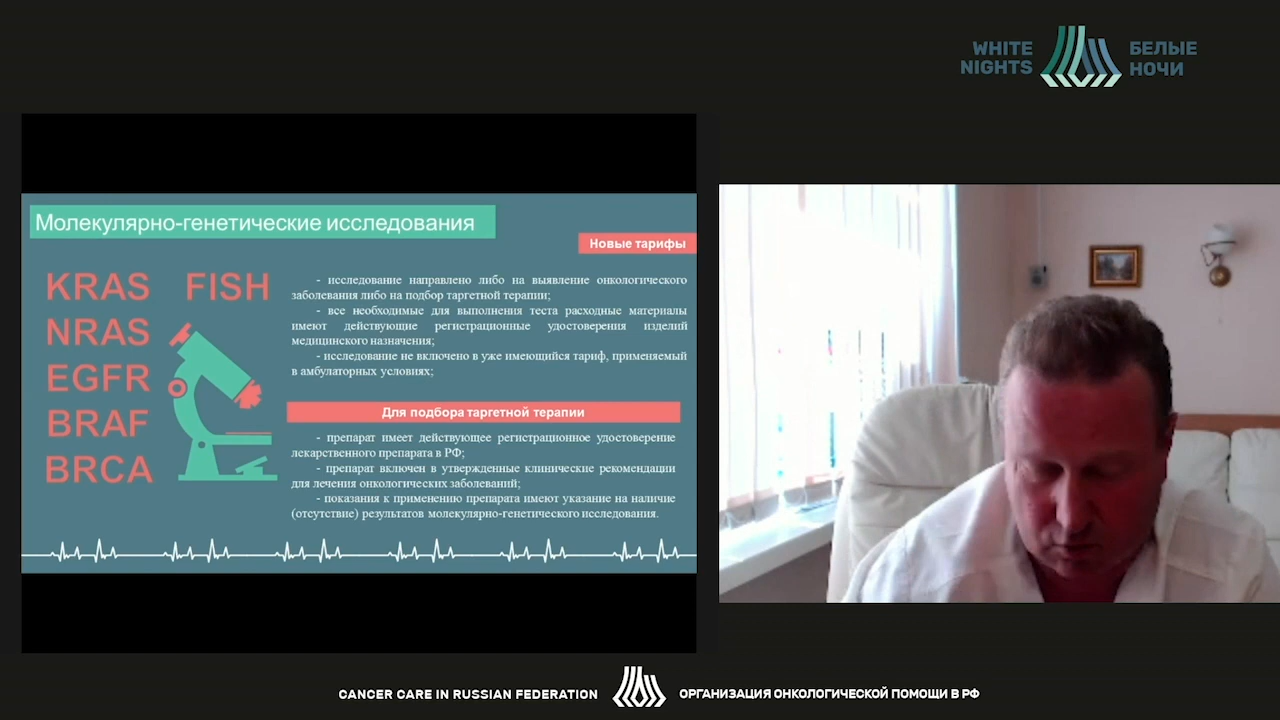 WHITE
NIGHTS
БЕЛЫЕ
НОЧИ
Молекулярно-генетические исследования
Новые тарифы
KRAS FISH
NRAS
EGFR
BRAF
BRCA
- исследование направлено либо на выявление онкологического
заболевания либо на подбор таргетной терапии;
- все необходимые для выполнения теста расходные материалы
имеют действующие регистрационные удостоверения изделий
медицинского назначения;
- исследование не включено в уже имеющийся тариф, применяемый
в амбулаторных условиях;
Для подбора таргетной терапии
- препарат имеет действующее регистрационное удостоверение
лекарственного препарата в РФ;
- препарат включен в утвержденные клинические рекомендации
для лечения онкологических заболеваний;
- показания к применению препарата имеют указание на наличие
(отсутствие) результатов молекулярно-генетического исследования.
CANCER CARE IN RUSSIAN FEDERATION
ОРГАНИЗАЦИЯ ОНКОЛОГИЧЕСКОЙ ПОМОЩИ В РФ